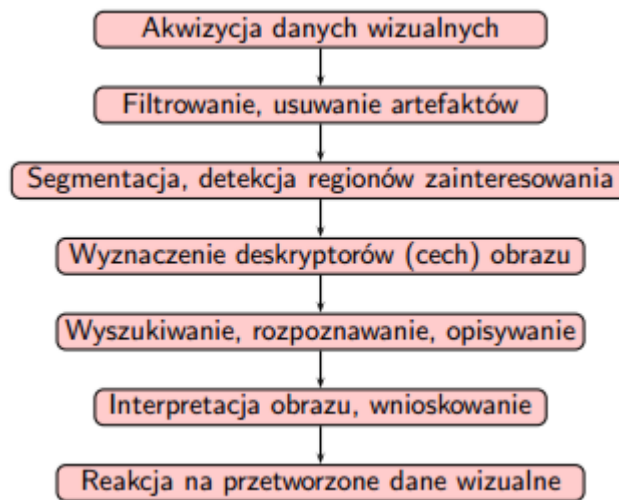 Akwizycja danych wizualnych
Filtrowanie, usuwanie artefaktów
Segmentacja, detekcja regionów zainteresowania
Wyznaczenie deskryptorów (cech) obrazu
Wyszukiwanie, rozpoznawanie, opisywanie
Interpretacja obrazu, wnioskowanie
Reakcja na przetworzone dane wizualne